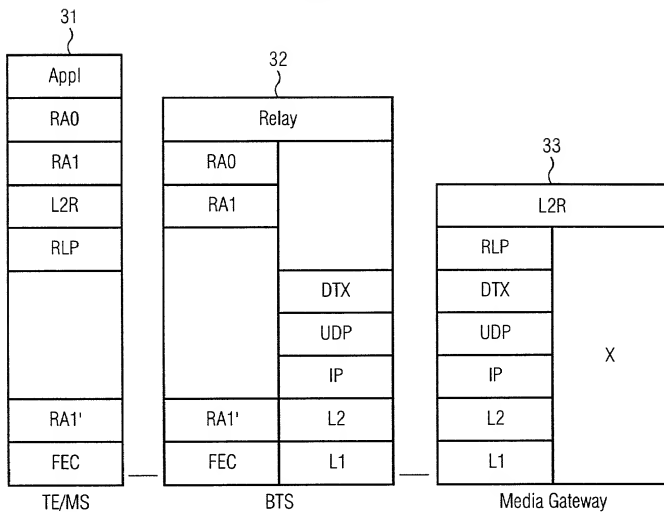 31
Appl
RA0
RA1
L2R
RLP
RA1'
FEC
TE/MS
32
Relay
RA0
RA1
RA1'
FEC
DTX
UDP
IP
L2
L1
BTS
33
L2R
RLP
DTX
UDP
IP
L2
L1
X
Media Gateway